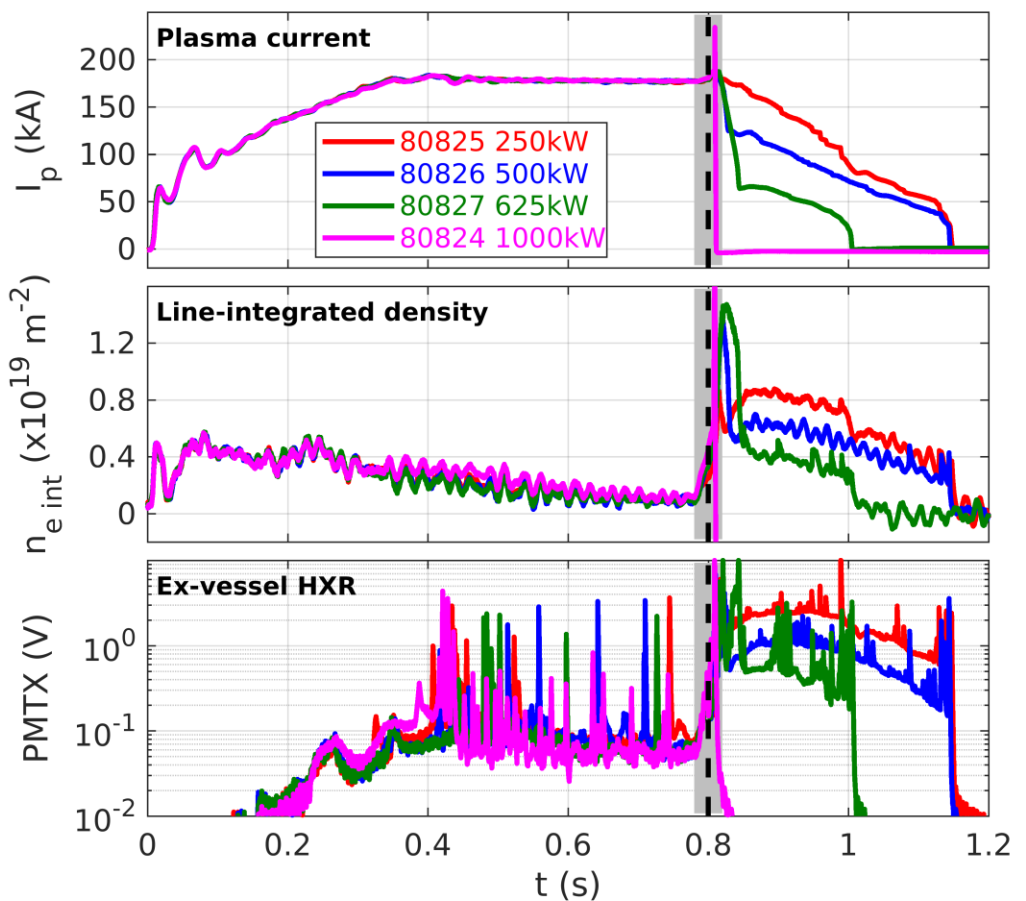 Plasma current
I_p (kA)
200
150
100
50
0
80825 250kW
80826 500kW
80827 625kW
80824 1000kW
Line-integrated density
n_{e int} (x10^{19} m^{-2})
1.2
0.8
0.4
0
Ex-vessel HXR
PMTX (V)
10^0
10^{-1}
10^{-2}
0 0.2 0.4 0.6 0.8 1 1.2
t (s)